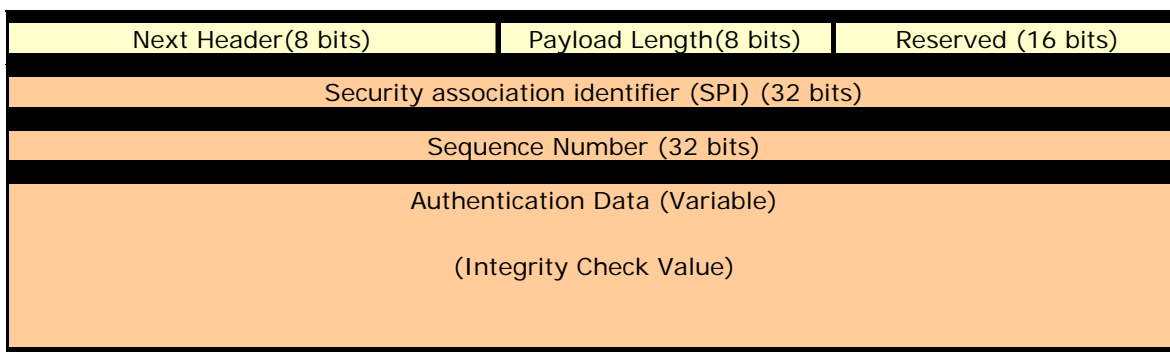 Next Header(8 bits) Payload Length(8 bits) Reserved (16 bits)
Security association identifier (SPI) (32 bits)
Sequence Number (32 bits)
Authentication Data (Variable)
(Integrity Check Value)